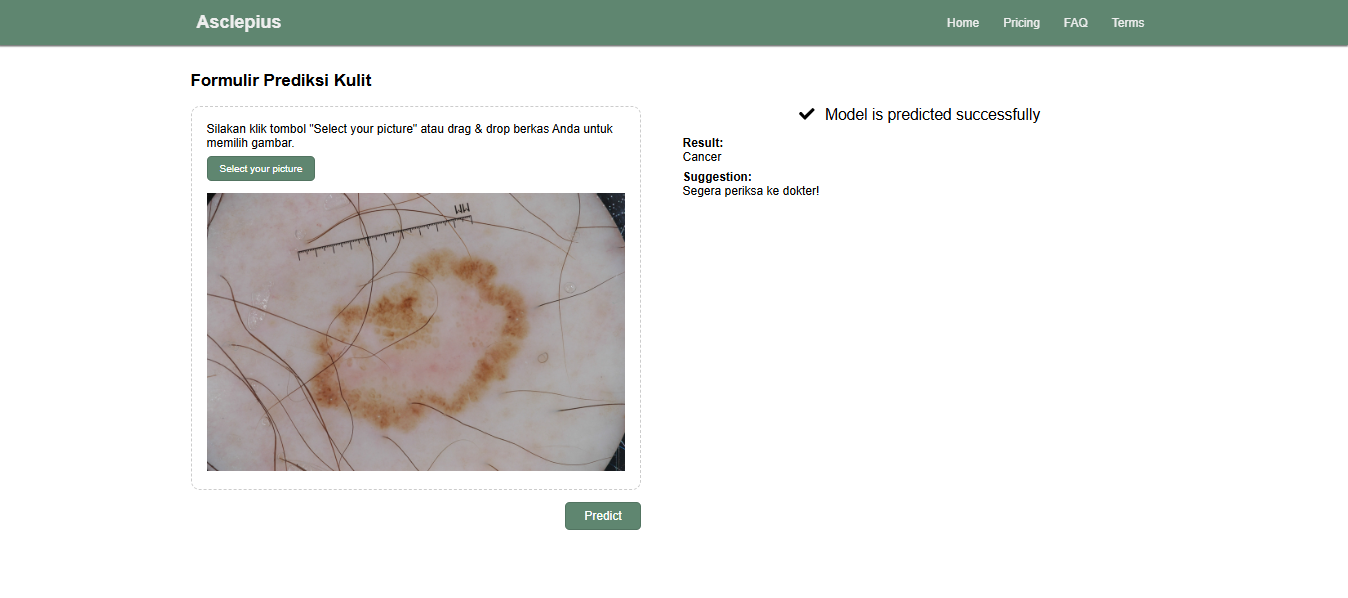 Asclepius
Home
Pricing
FAQ
Terms
Formulir Prediksi Kulit
Silakan klik tombol "Select your picture" atau drag & drop berkas Anda untuk
memilih gambar.
Select your picture
MM
Predict
Model is predicted successfully
Result:
Cancer
Suggestion:
Segera periksa ke dokter!